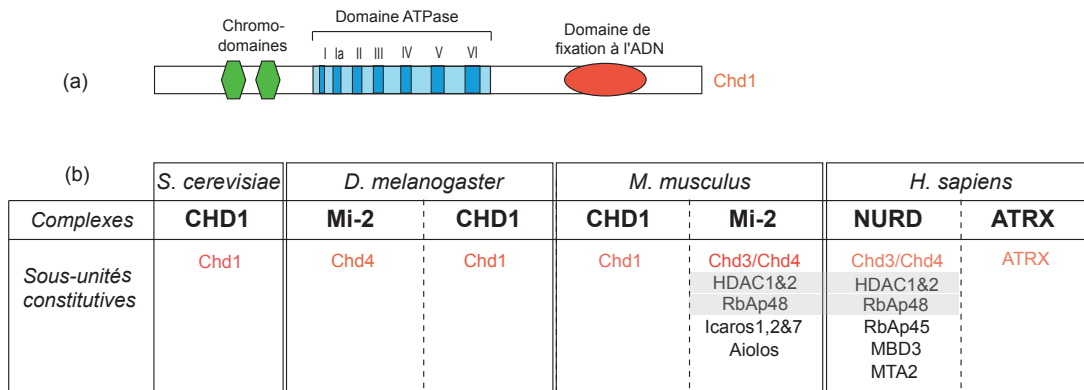 Chromo-
domaines
Domaine ATPase
I Ia II III IV V VI
Domaine de
fixation à l'ADN
(a)
Chd1
(b)
S. cerevisiae D. melanogaster M. musculus H. sapiens
Complexes CHD1 Mi-2 CHD1 CHD1 Mi-2 NURD ATRX
Sous-unités
constitutives
Chd1 Chd4 Chd1 Chd1 Chd3/Chd4 Chd3/Chd4 ATRX
HDAC1&2 HDAC1&2
RbAp48 RbAp48
Icaros1,2&7 RbAp45
Aiolos MBD3
MTA2